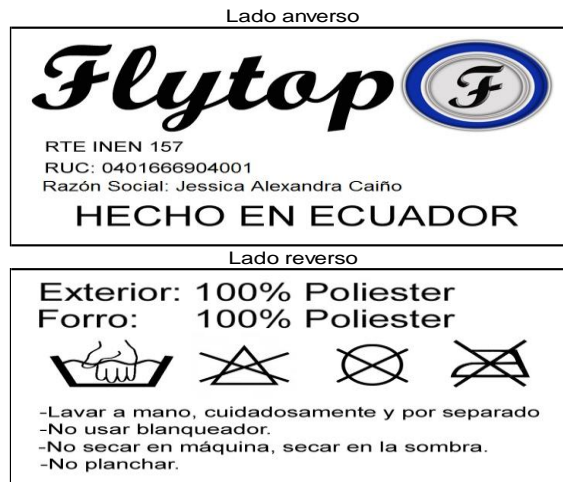 Lado anverso
Flytop F
RTE INEN 157
RUC: 0401666904001
Razón Social: Jessica Alexandra Caiño
HECHO EN ECUADOR
Lado reverso
Exterior: 100% Poliester
Forro: 100% Poliester
-Lavar a mano, cuidadosamente y por separado
-No usar blanqueador.
-No secar en máquina, secar en la sombra.
-No planchar.